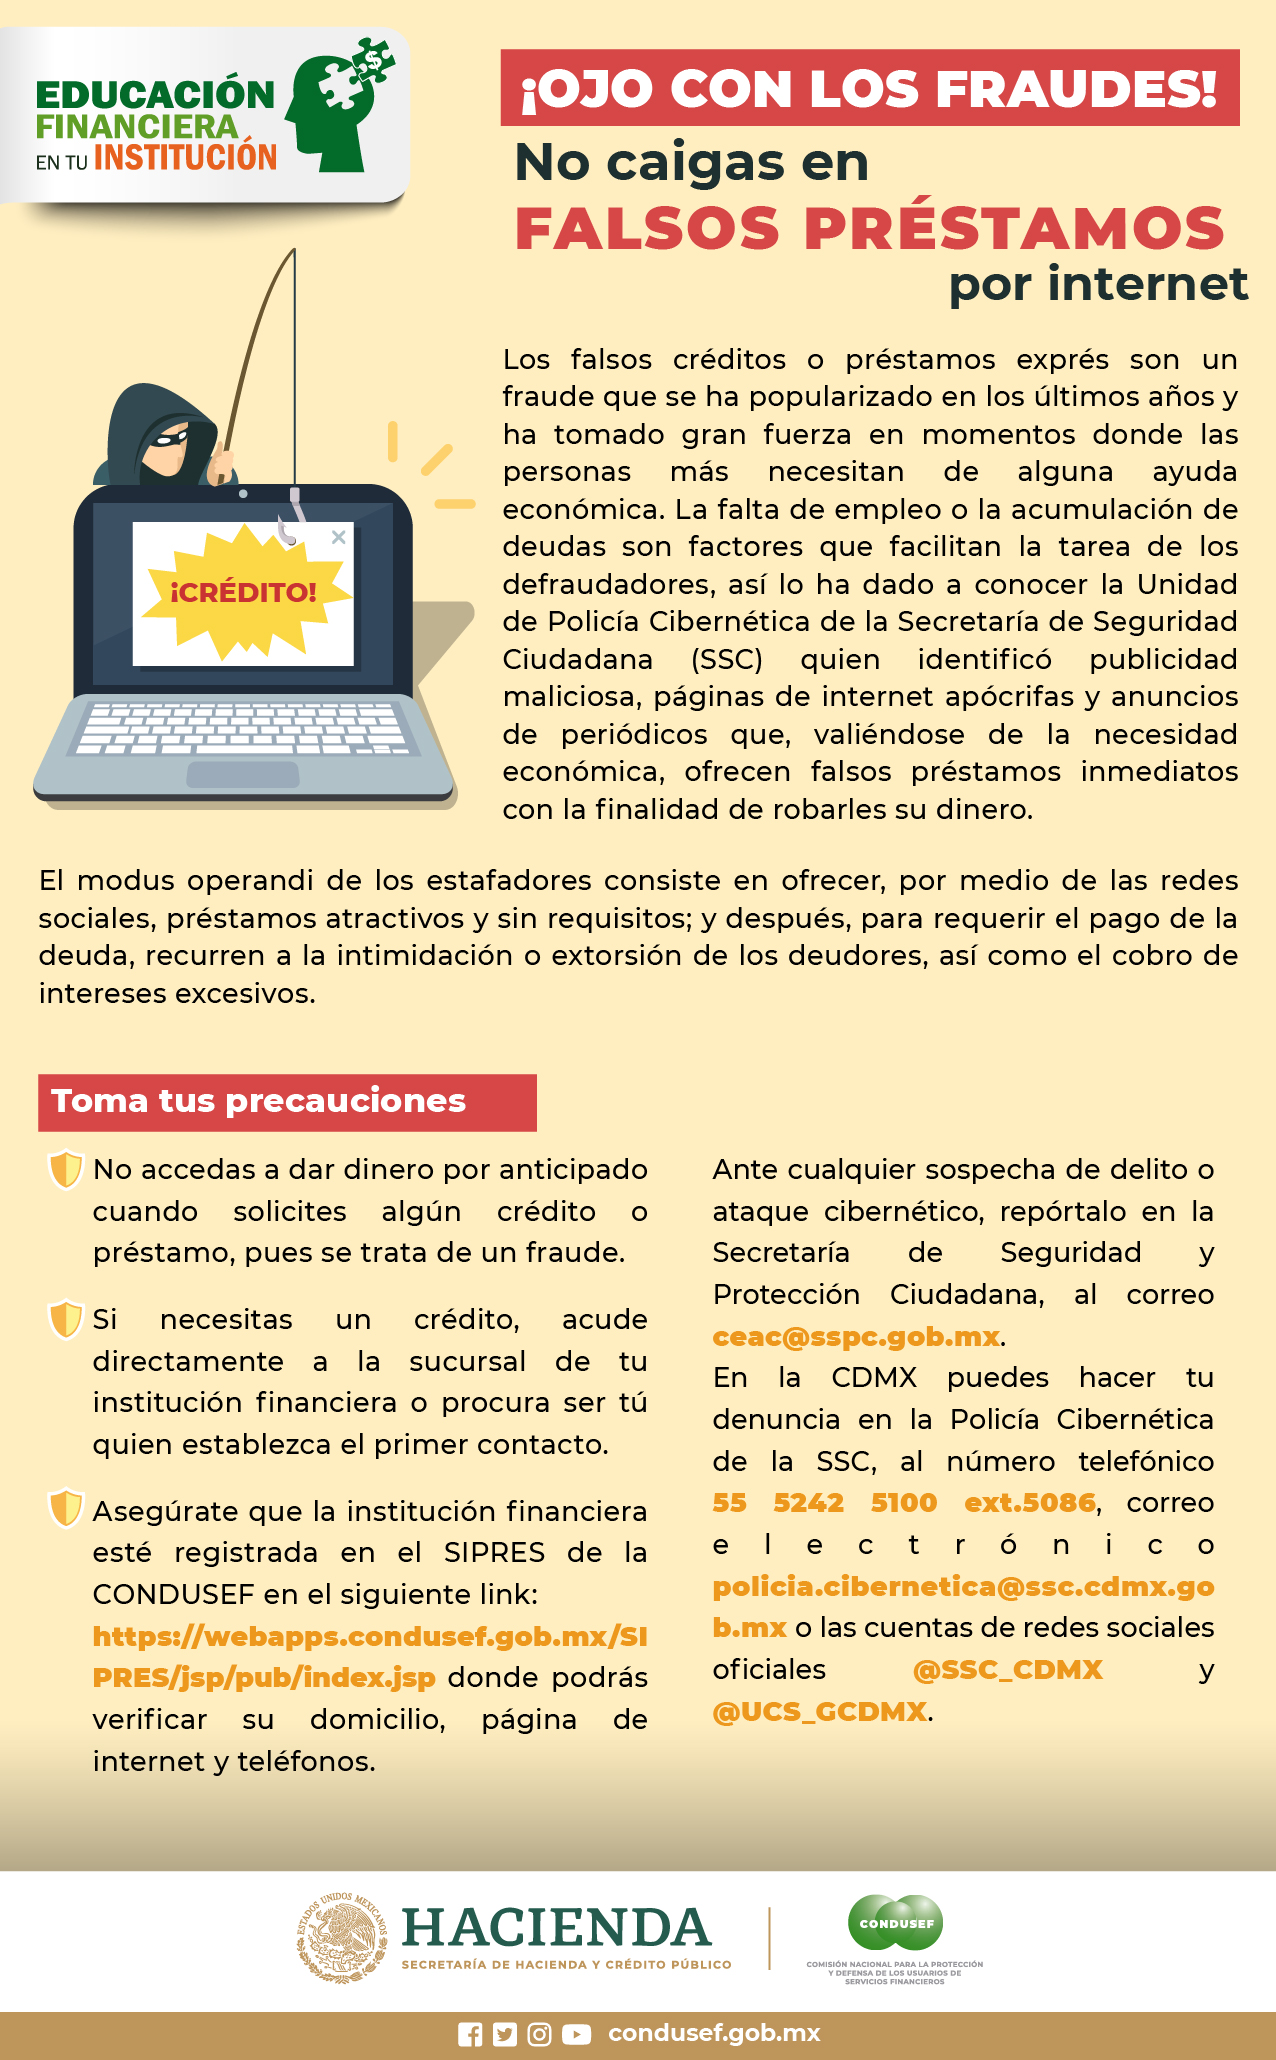 EDUCACIÓN
FINANCIERA
EN TU INSTITUCIÓN
¡OJO CON LOS FRAUDES!
No caigas en
FALSOS PRÉSTAMOS
por internet
¡CRÉDITO!
Los falsos créditos o préstamos exprés son un
fraude que se ha popularizado en los últimos años y
ha tomado gran fuerza en momentos donde las
personas más necesitan de alguna ayuda
económica. La falta de empleo o la acumulación de
deudas son factores que facilitan la tarea de los
defraudadores, así lo ha dado a conocer la Unidad
de Policía Cibernética de la Secretaría de Seguridad
Ciudadana (SSC) quien identificó publicidad
maliciosa, páginas de internet apócrifas y anuncios
de periódicos que, valiéndose de la necesidad
económica, ofrecen falsos préstamos inmediatos
con la finalidad de robarles su dinero.
El modus operandi de los estafadores consiste en ofrecer, por medio de las redes
sociales, préstamos atractivos y sin requisitos; y después, para requerir el pago de la
deuda, recurren a la intimidación o extorsión de los deudores, así como el cobro de
intereses excesivos.
Toma tus precauciones
No accedas a dar dinero por anticipado
cuando solicites algún crédito o
préstamo, pues se trata de un fraude.
Si necesitas un crédito, acude
directamente a la sucursal de tu
institución financiera o procura ser tú
quien establezca el primer contacto.
Asegúrate que la institución financiera
esté registrada en el SIPRES de la
CONDUSEF en el siguiente link:
https://webapps.condusef.gob.mx/SI
PRES/jsp/pub/index.jsp donde podrás
verificar su domicilio, página de
internet y teléfonos.
Ante cualquier sospecha de delito o
ataque cibernético, repórtalo en la
Secretaría de Seguridad y
Protección Ciudadana, al correo
ceac@sspc.gob.mx.
En la CDMX puedes hacer tu
denuncia en la Policía Cibernética
de la SSC, al número telefónico
55 5242 5100 ext.5086, correo
electrónico
policia.cibernetica@ssc.cdmx.go
b.mx o las cuentas de redes sociales
oficiales @SSC_CDMX y
@UCS_GCDMX.
ESTADOS UNIDOS MEXICANOS
HACIENDA
SECRETARÍA DE HACIENDA Y CRÉDITO PÚBLICO
CONDUSEF
COMISIÓN NACIONAL PARA LA PROTECCIÓN
Y DEFENSA DE LOS USUARIOS DE
SERVICIOS FINANCIEROS
condusef.gob.mx